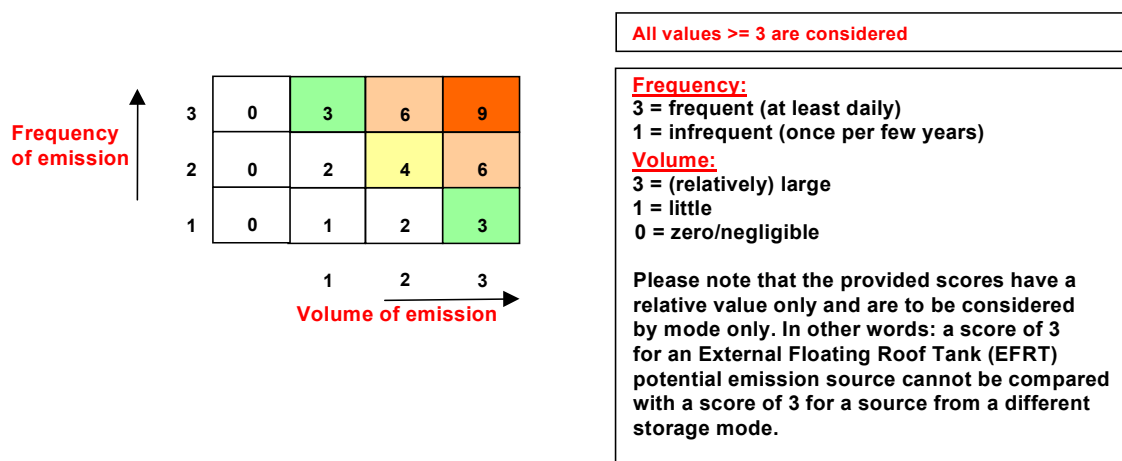 All values >= 3 are considered
Frequency
of emission
3 0 3 6 9
2 0 2 4 6
1 0 1 2 3
1 2 3
Volume of emission
Frequency:
3 = frequent (at least daily)
1 = infrequent (once per few years)
Volume:
3 = (relatively) large
1 = little
0 = zero/negligible
Please note that the provided scores have a
relative value only and are to be considered
by mode only. In other words: a score of 3
for an External Floating Roof Tank (EFRT)
potential emission source cannot be compared
with a score of 3 for a source from a different
storage mode.